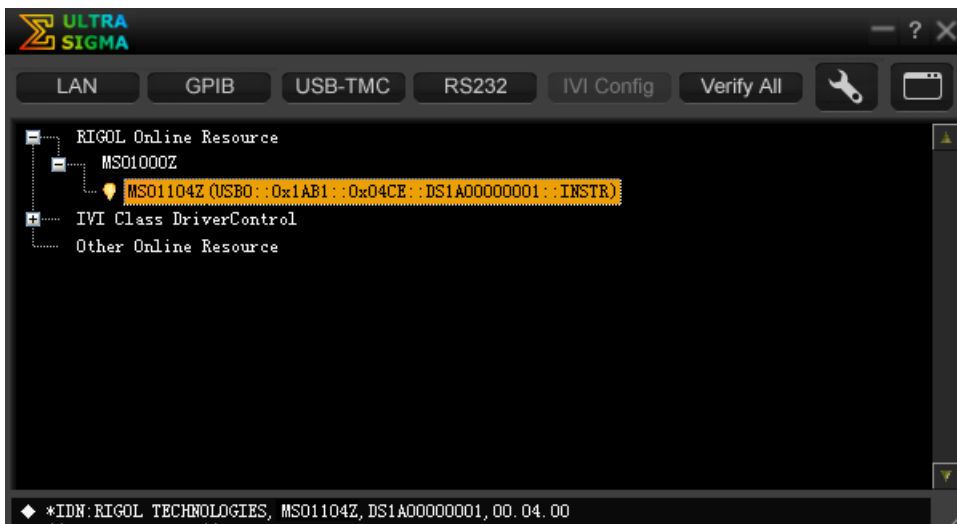 ULTRA
SIGMA
?
LAN GPIB USB-TMC RS232 IVI Config Verify All
RIGOL Online Resource
MSO1000Z
MSO1104Z (USB0::0x1AB1::0x04CE::DS1A00000001::INSTR)
IVI Class DriverControl
Other Online Resource
*IDN:RIGOL TECHNOLOGIES, MSO1104Z,DS1A00000001,00.04.00